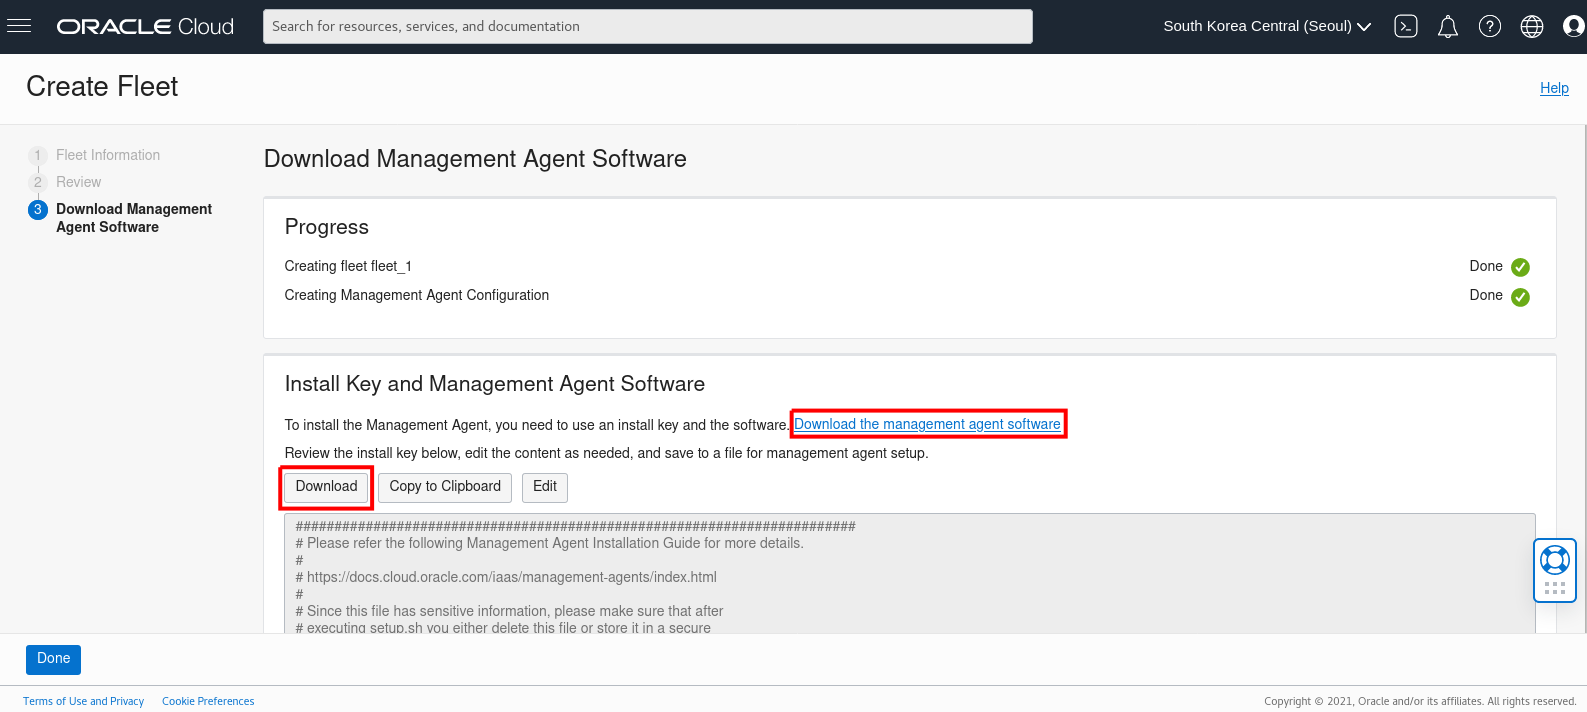 ORACLE Cloud
Search for resources, services, and documentation
South Korea Central (Seoul)
Create Fleet
Help
1 Fleet Information
2 Review
3 Download Management
Agent Software
Download Management Agent Software
Progress
Creating fleet fleet_1 Done
Creating Management Agent Configuration Done
Install Key and Management Agent Software
To install the Management Agent, you need to use an install key and the software. Download the management agent software
Review the install key below, edit the content as needed, and save to a file for management agent setup.
Download Copy to Clipboard Edit
########################################################################
# Please refer the following Management Agent Installation Guide for more details.
#
# https://docs.cloud.oracle.com/iaas/management-agents/index.html
#
# Since this file has sensitive information, please make sure that after
# executing setup.sh you either delete this file or store it in a secure
Done
Terms of Use and Privacy Cookie Preferences
Copyright © 2021, Oracle and/or its affiliates. All rights reserved.